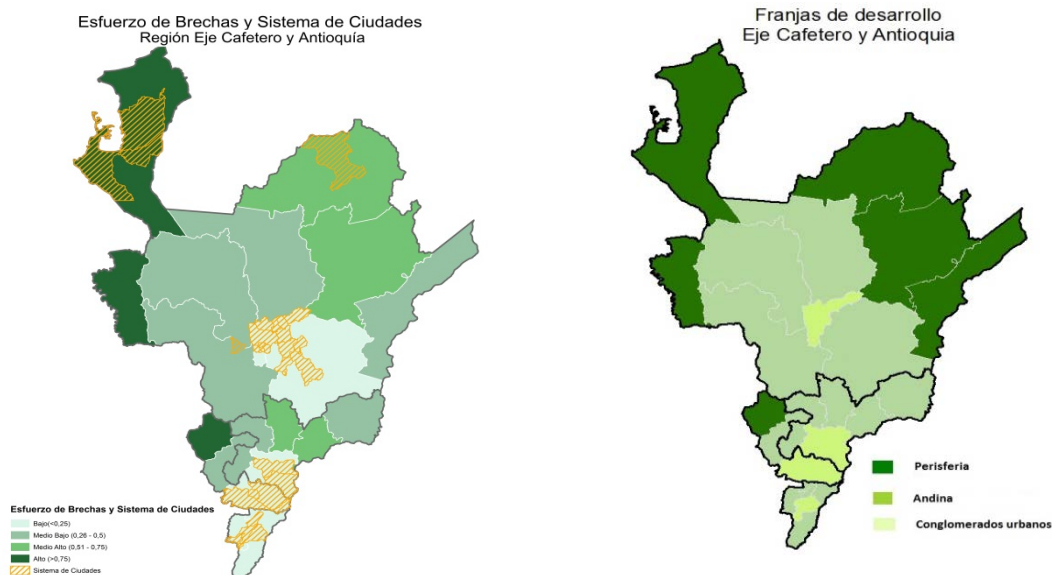 Esfuerzo de Brechas y Sistema de Ciudades
Región Eje Cafetero y Antioquía
Esfuerzo de Brechas y Sistema de Ciudades
Bajo(<0,25)
Medio Bajo (0,26 - 0,5)
Medio Alto (0,51 - 0,75)
Alto (>0,75)
Sistema de Ciudades
Franjas de desarrollo
Eje Cafetero y Antioquia
Perisferia
Andina
Conglomerados urbanos